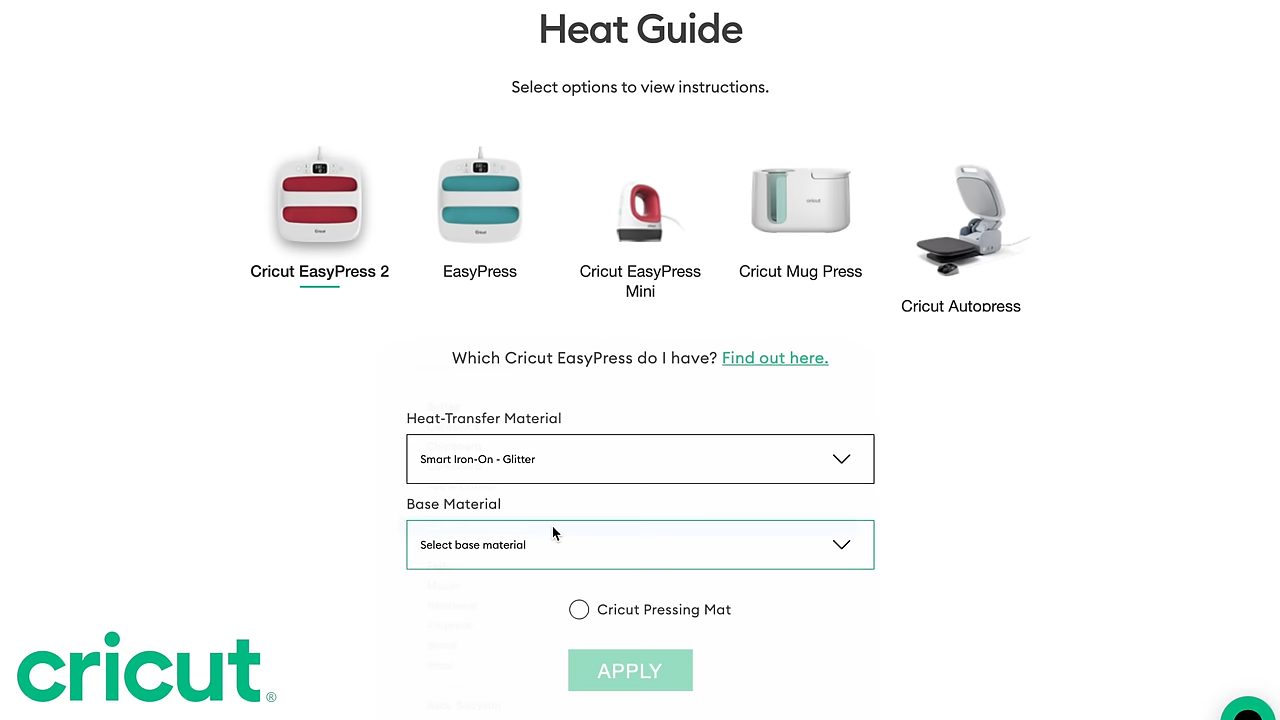 Heat Guide
Select options to view instructions.
Cricut EasyPress 2
EasyPress
Cricut EasyPress
Mini
Cricut Mug Press
Cricut Autopress
Which Cricut EasyPress do I have? Find out here.
Heat-Transfer Material
Smart Iron-On - Glitter
Base Material
Select base material
Cricut Pressing Mat
APPLY
cricut®